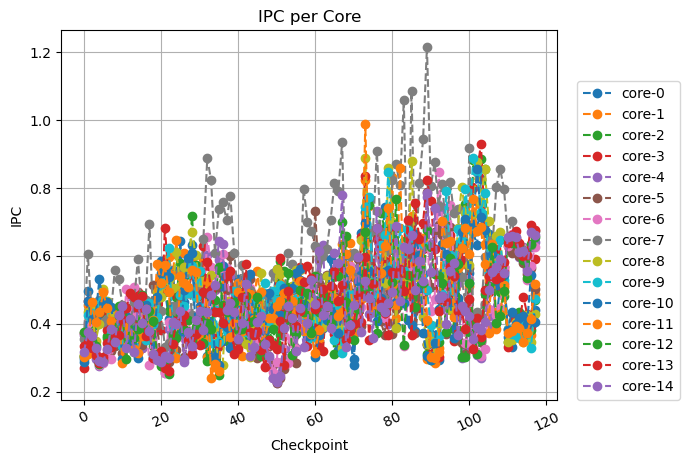 IPC per Core
IPC
1.2
1.0
0.8
0.6
0.4
0.2
0
20
40
60
80
100
120
Checkpoint
core-0
core-1
core-2
core-3
core-4
core-5
core-6
core-7
core-8
core-9
core-10
core-11
core-12
core-13
core-14